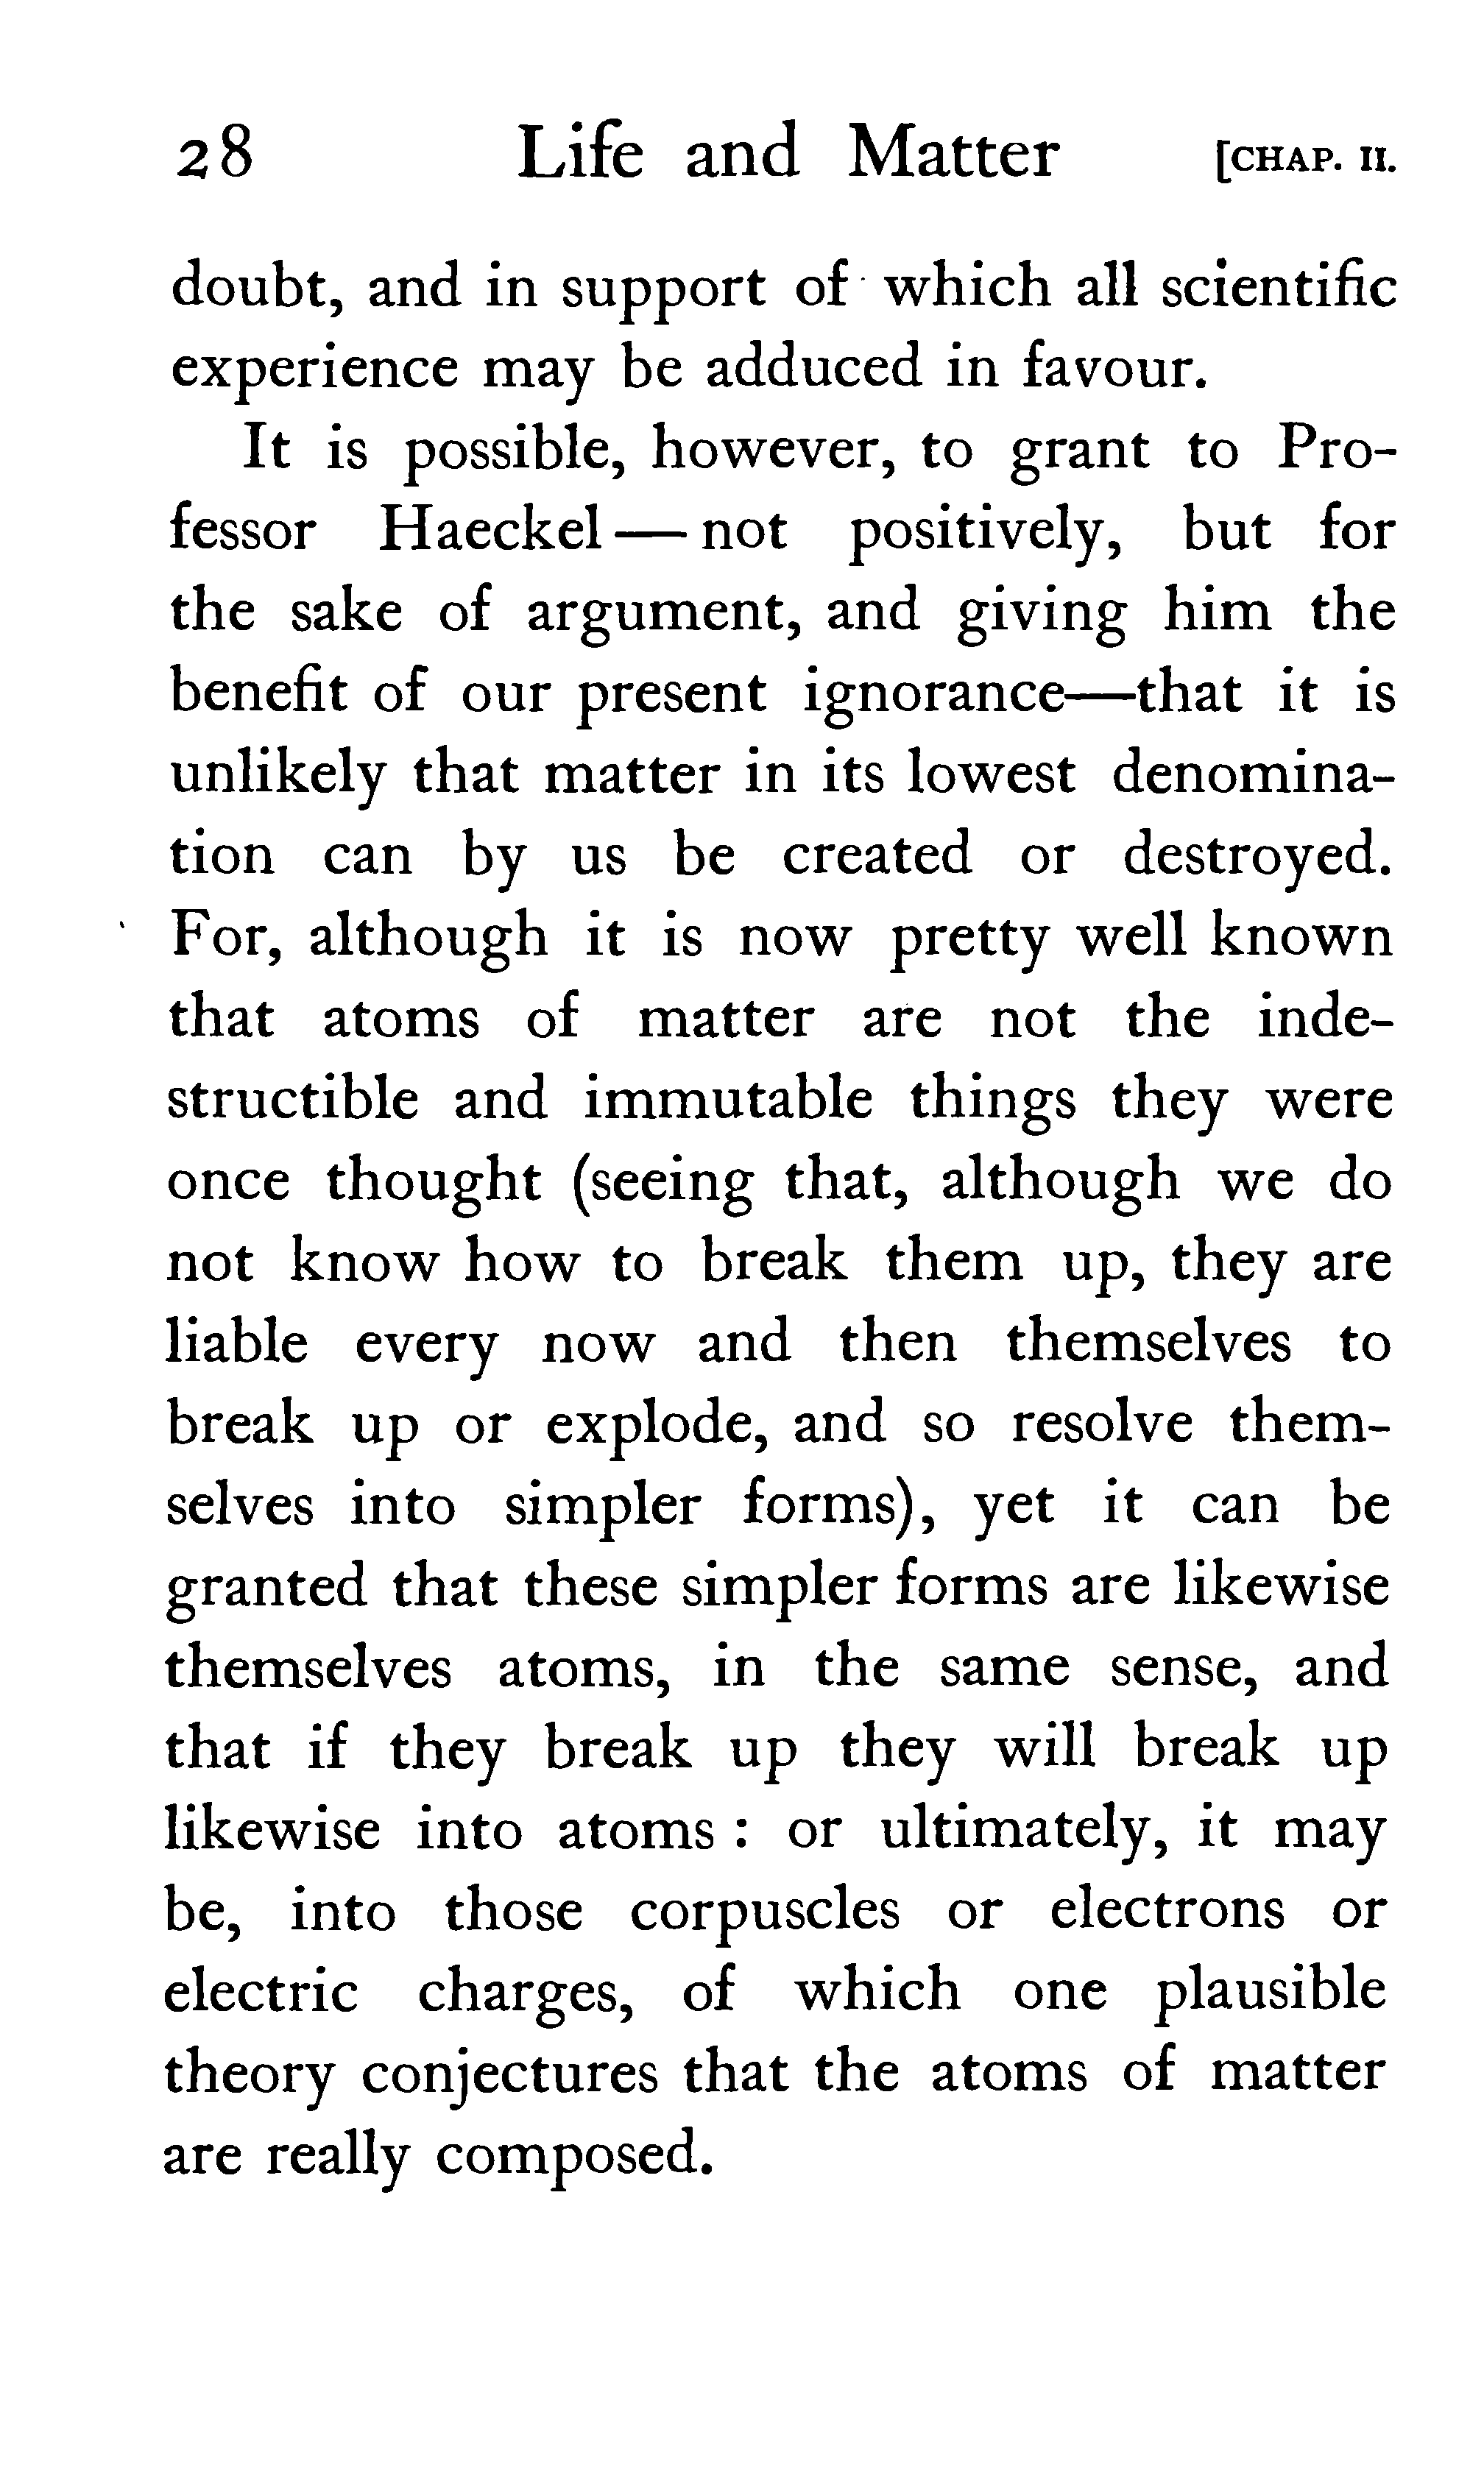 28 Life and Matter [CHAP. II.
doubt, and in support of which all scientific
experience may be adduced in favour.
It is possible, however, to grant to Pro-
fessor Haeckel — not positively, but for
the sake of argument, and giving him the
benefit of our present ignorance—that it is
unlikely that matter in its lowest denomina-
tion can by us be created or destroyed.
For, although it is now pretty well known
that atoms of matter are not the inde-
structible and immutable things they were
once thought (seeing that, although we do
not know how to break them up, they are
liable every now and then themselves to
break up or explode, and so resolve them-
selves into simpler forms), yet it can be
granted that these simpler forms are likewise
themselves atoms, in the same sense, and
that if they break up they will break up
likewise into atoms : or ultimately, it may
be, into those corpuscles or electrons or
electric charges, of which one plausible
theory conjectures that the atoms of matter
are really composed.